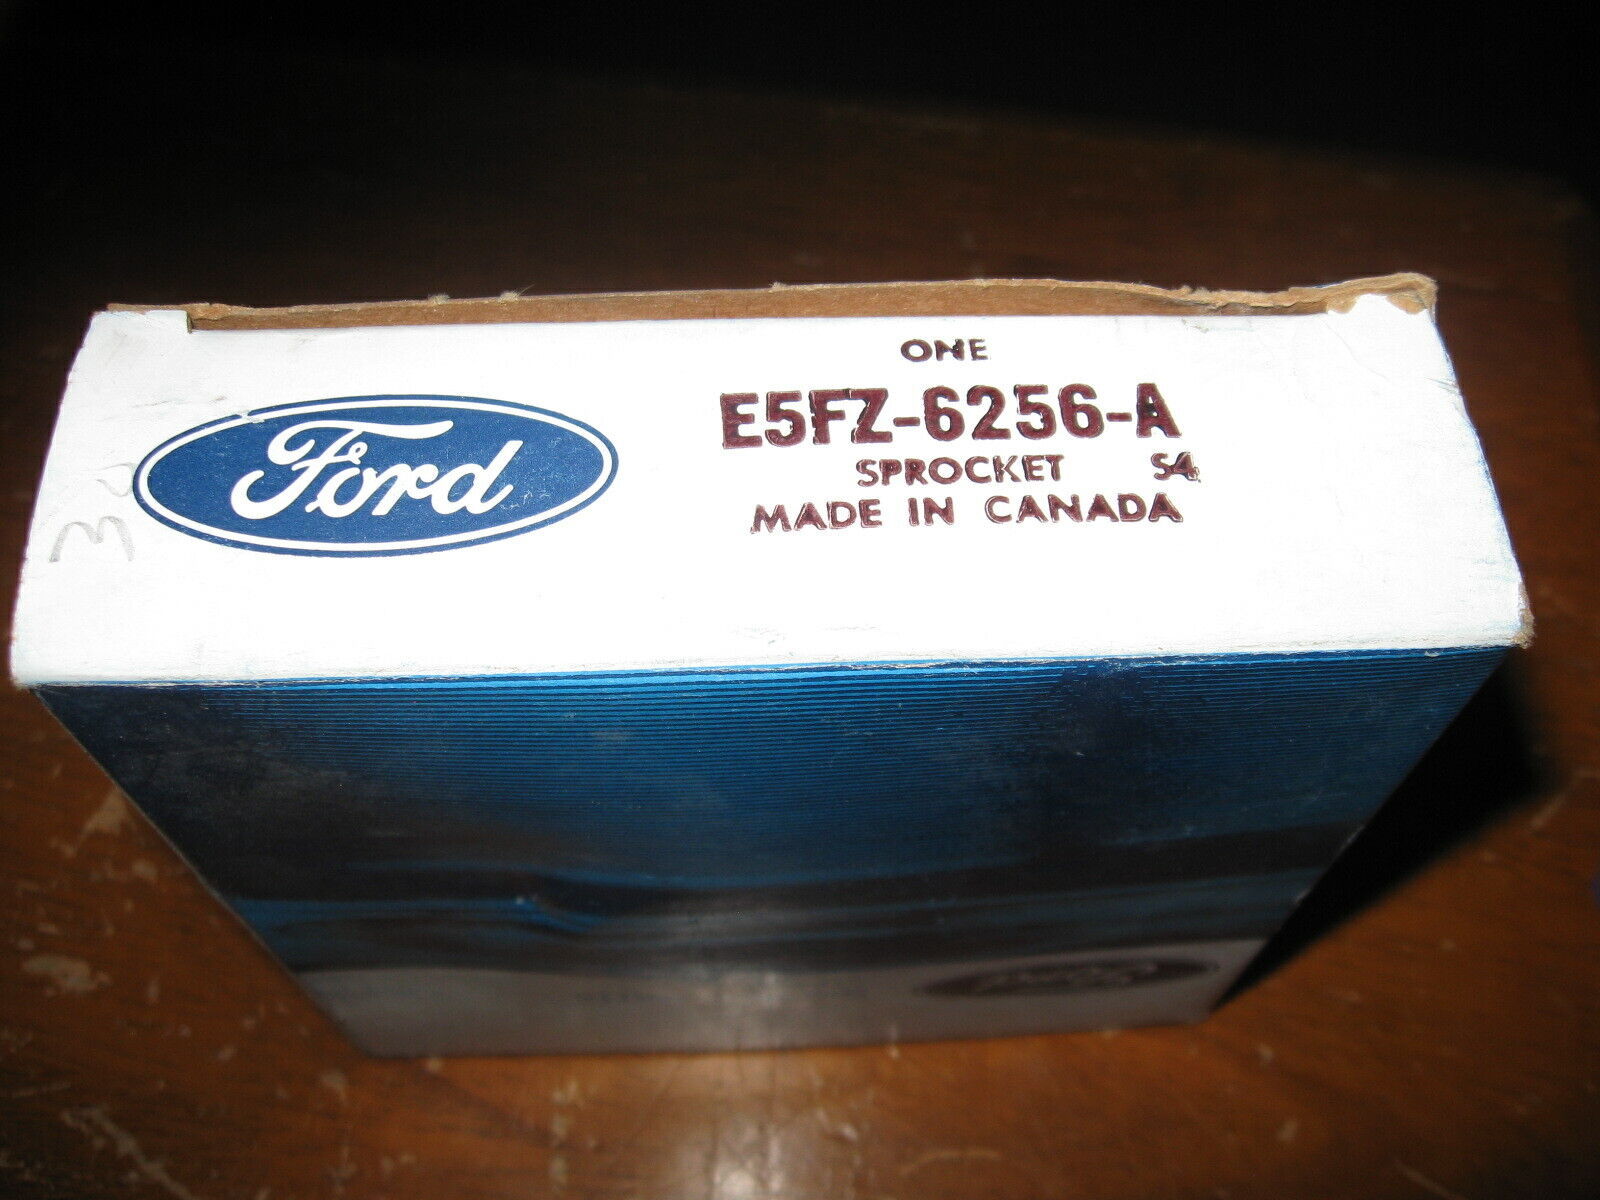 Ford
ONE
E5FZ-6256-A
SPROCKET S4
MADE IN CANADA